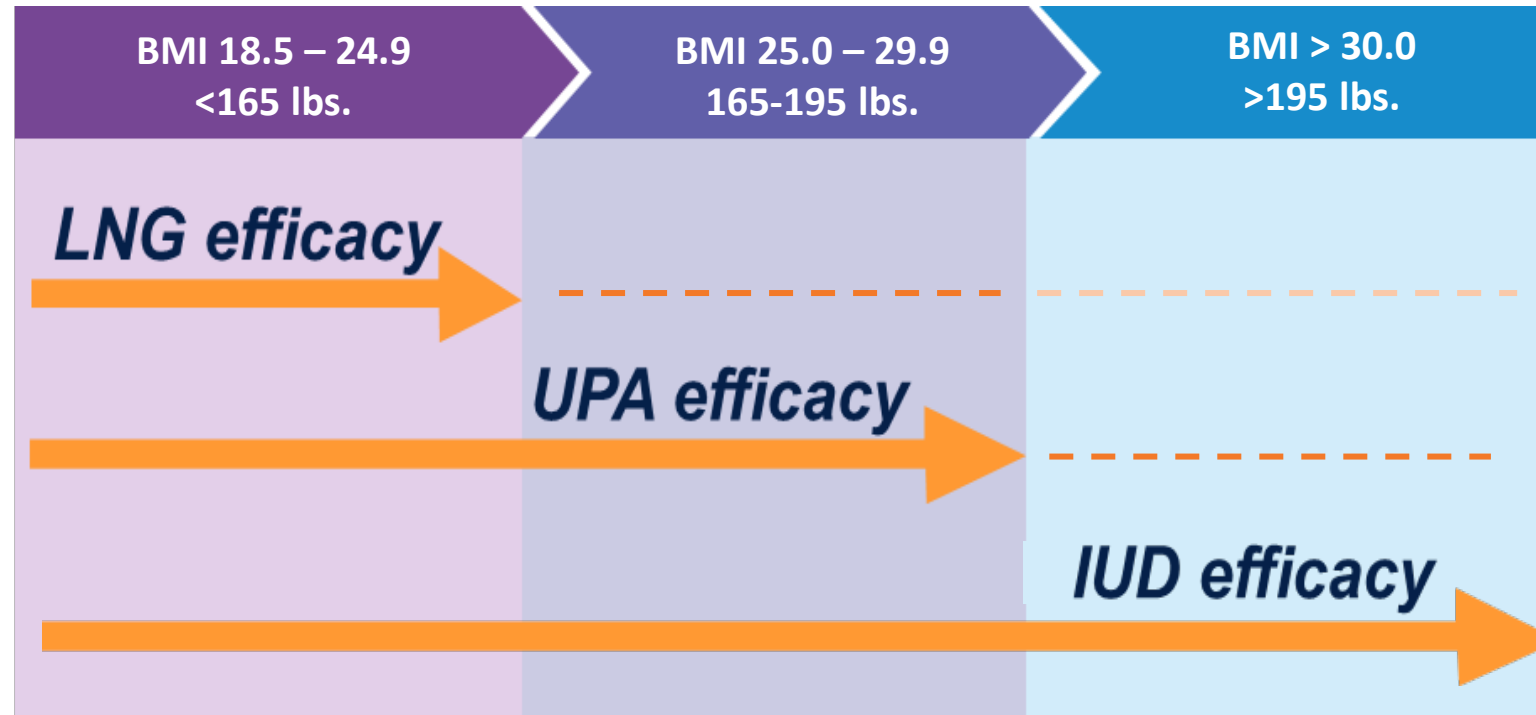 BMI 18.5 – 24.9
<165 lbs.
BMI 25.0 – 29.9
165-195 lbs.
BMI > 30.0
>195 lbs.
LNG efficacy
UPA efficacy
IUD efficacy